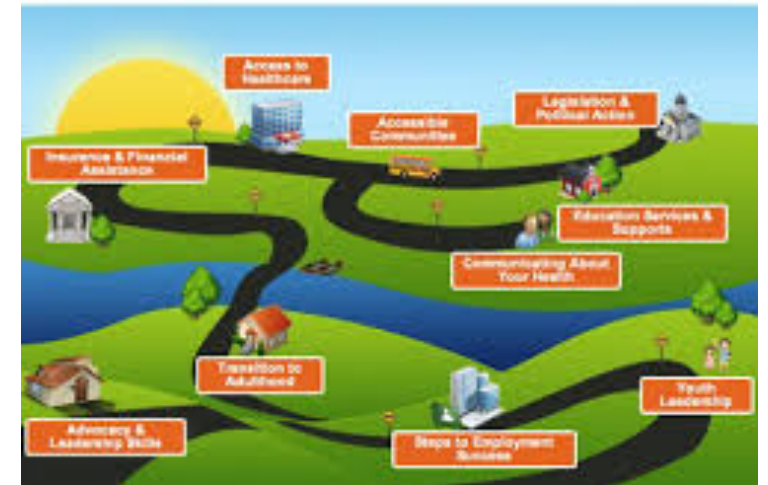 Access to
Healthcare
Legislation &
Political Action
Accessible
Communities
Insurance & Financial
Assistance
Education Services &
Supports
Communicating About
Your Health
Transition to
Adulthood
Youth
Leadership
Advocacy &
Leadership Skills
Steps to Employment
Success